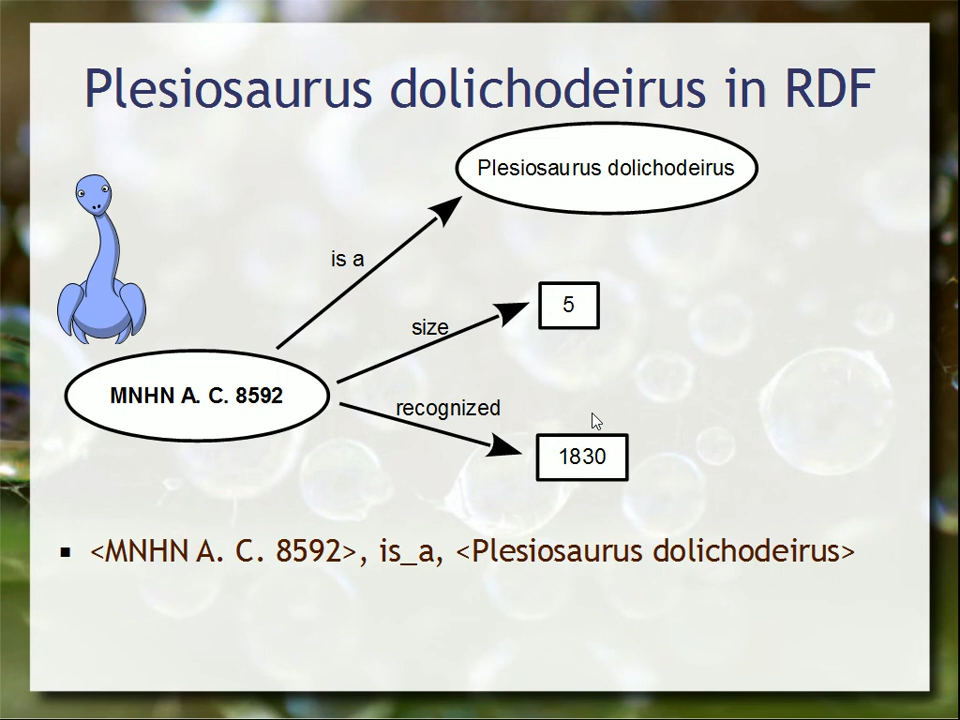 Plesiosaurus dolichodeirus in RDF
Plesiosaurus dolichodeirus
is a
5
size
MNHN A. C. 8592
recognized
1830
<MNHN A. C. 8592>, is_a, <Plesiosaurus dolichodeirus>